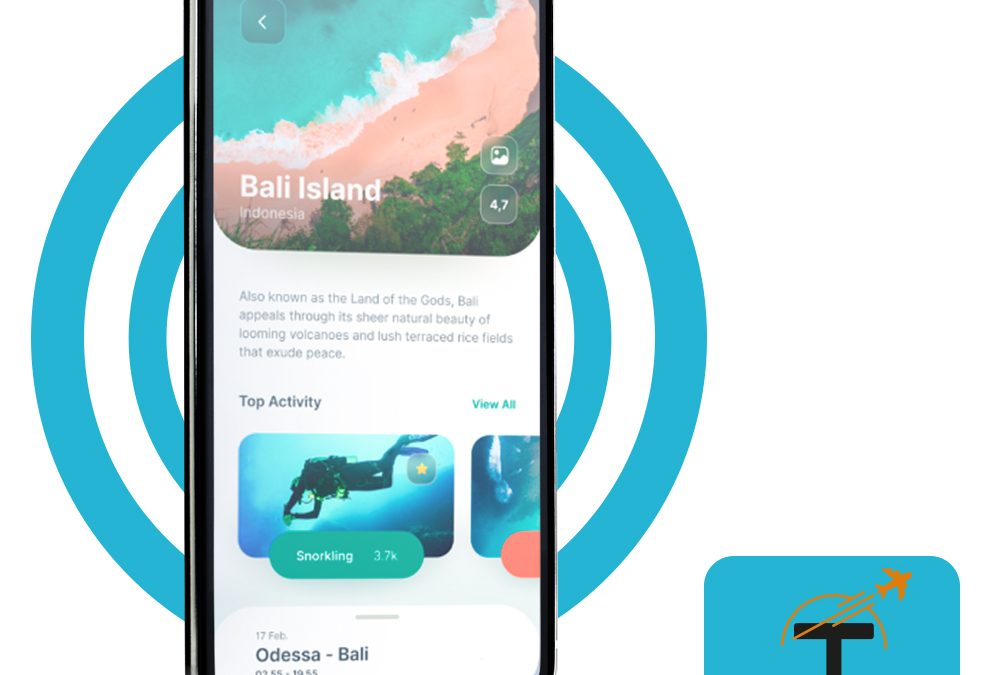 Bali Island
Indonesia
4,7
Also known as the Land of the Gods, Bali
appeals through its sheer natural beauty of
looming volcanoes and lush terraced rice fields
that exude peace.
Top Activity
View All
Snorkling 3.7k
17 Feb.
Odessa - Bali
T